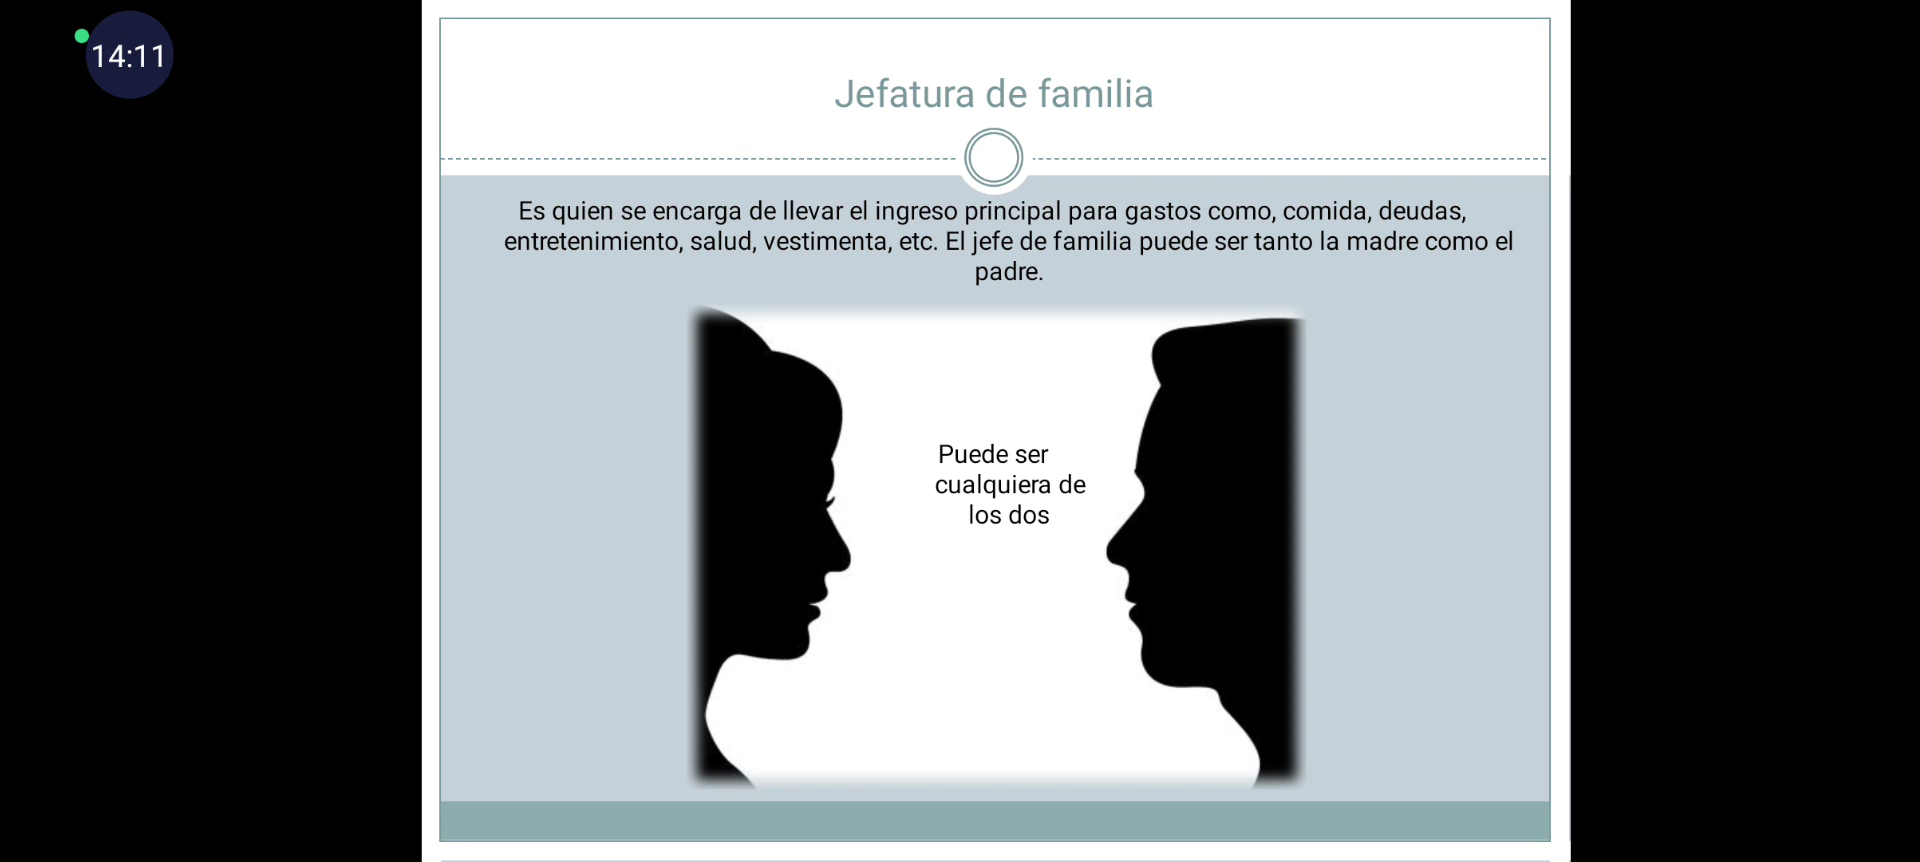 14:11
Jefatura de familia
Es quien se encarga de llevar el ingreso principal para gastos como, comida, deudas,
entretenimiento, salud, vestimenta, etc. El jefe de familia puede ser tanto la madre como el
padre.
Puede ser
cualquiera de
los dos